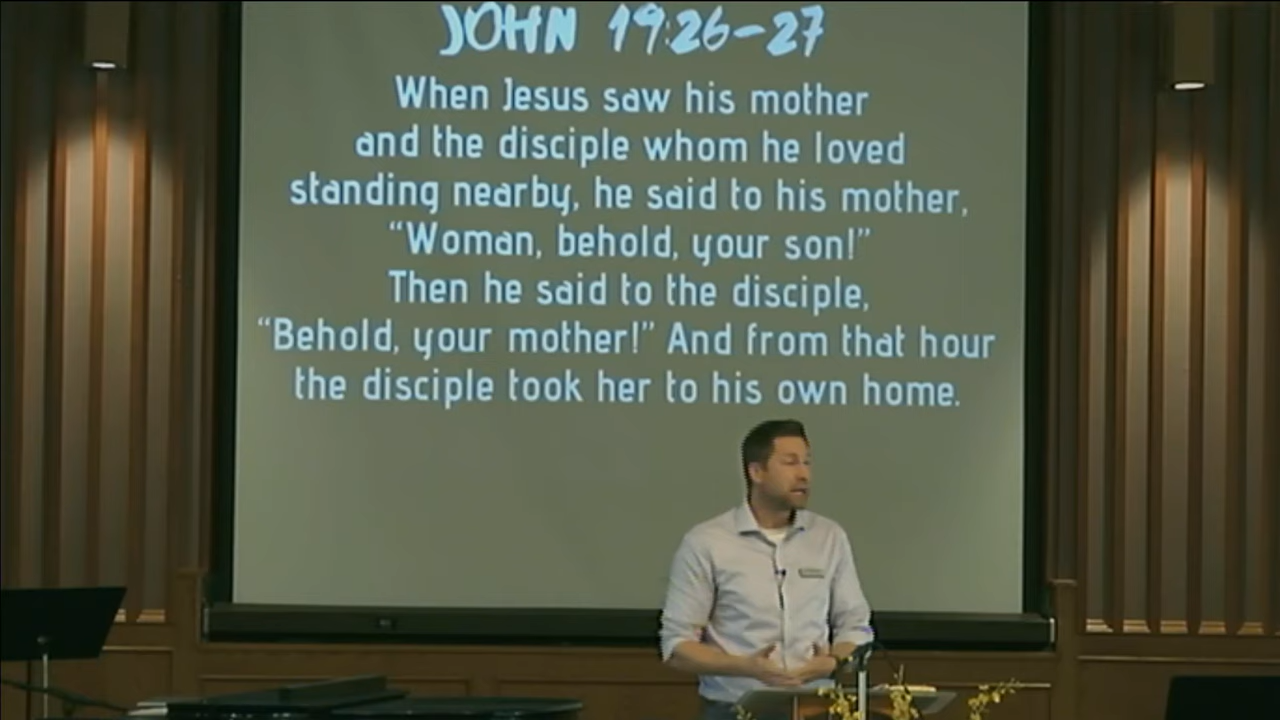 JOHN 19:26-27
When Jesus saw his mother
and the disciple whom he loved
standing nearby, he said to his mother,
“Woman, behold, your son!”
Then he said to the disciple,
“Behold, your mother!” And from that hour
the disciple took her to his own home.